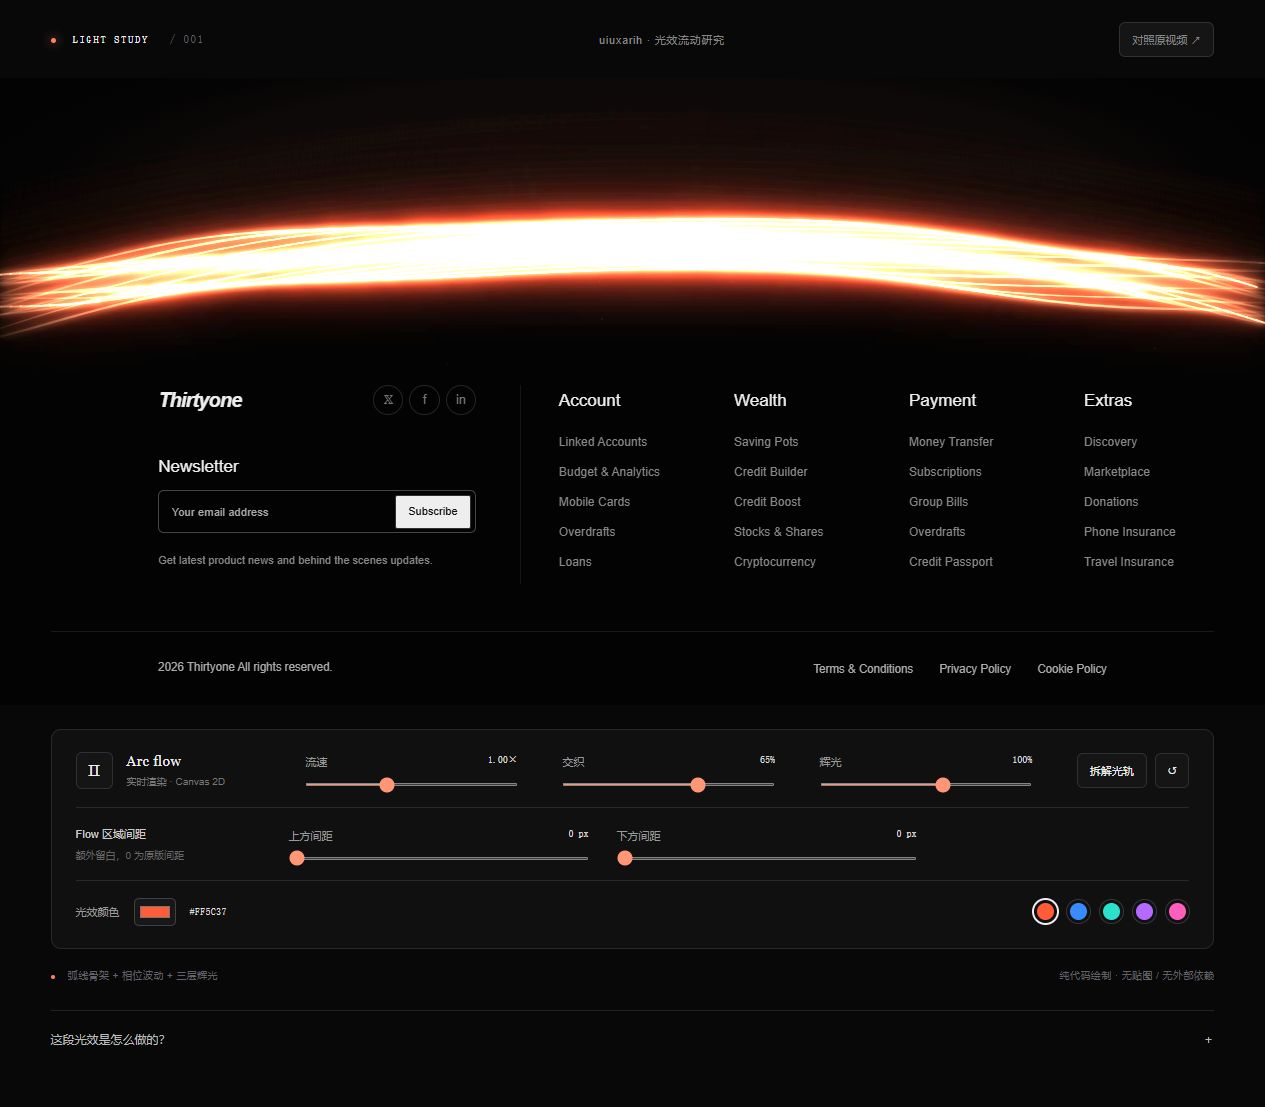 LIGHT STUDY / 001
uiuxarih · 光效流动研究
对照原视频 ↗
Thirtyone
𝕏 f in
Newsletter
Your email address
Subscribe
Get latest product news and behind the scenes updates.
Account
Linked Accounts
Budget & Analytics
Mobile Cards
Overdrafts
Loans
Wealth
Saving Pots
Credit Builder
Credit Boost
Stocks & Shares
Cryptocurrency
Payment
Money Transfer
Subscriptions
Group Bills
Overdrafts
Credit Passport
Extras
Discovery
Marketplace
Donations
Phone Insurance
Travel Insurance
2026 Thirtyone All rights reserved.
Terms & Conditions Privacy Policy Cookie Policy
Arc flow
实时渲染 · Canvas 2D
流速 1.00×
交织 65%
辉光 100%
拆解光轨
↺
Flow 区域间距
额外留白，0 为原版间距
上方间距 0 px
下方间距 0 px
光效颜色 #FF5C37
弧线骨架 + 相位波动 + 三层辉光
纯代码绘制 · 无贴图 / 无外部依赖
这段光效是怎么做的？ +